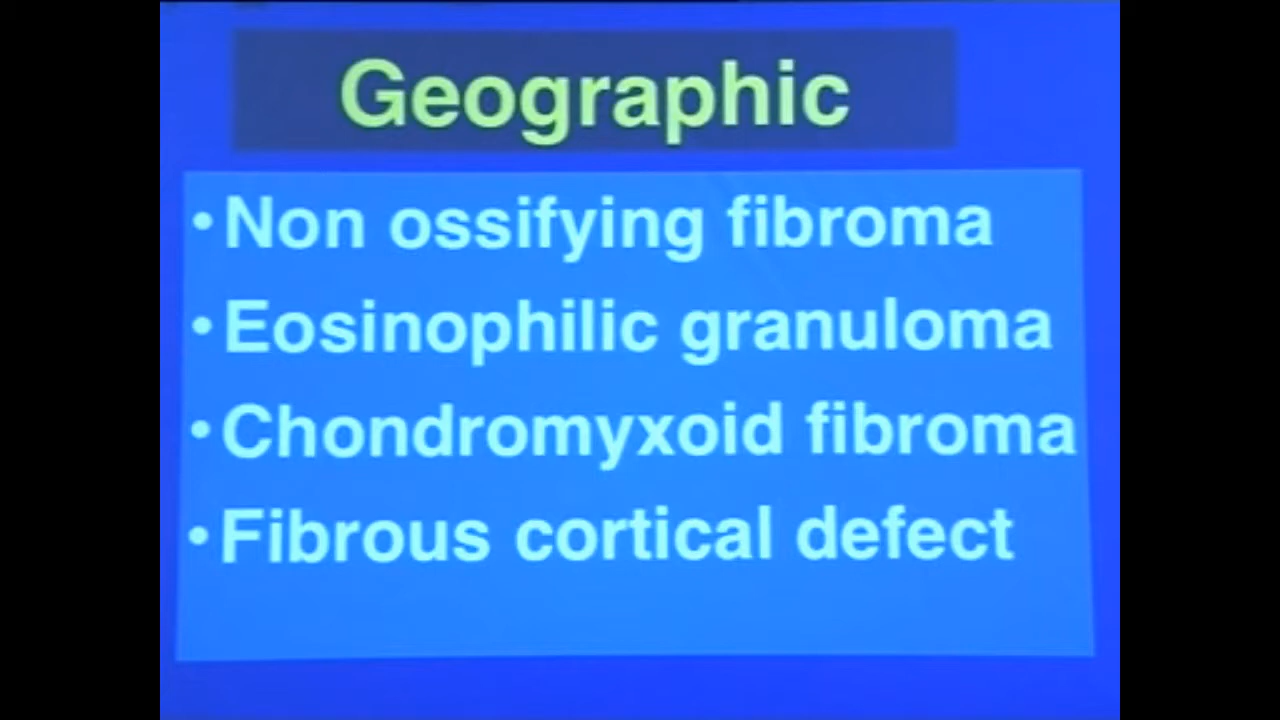 Geographic
•Non ossifying fibroma
•Eosinophilic granuloma
•Chondromyxoid fibroma
•Fibrous cortical defect